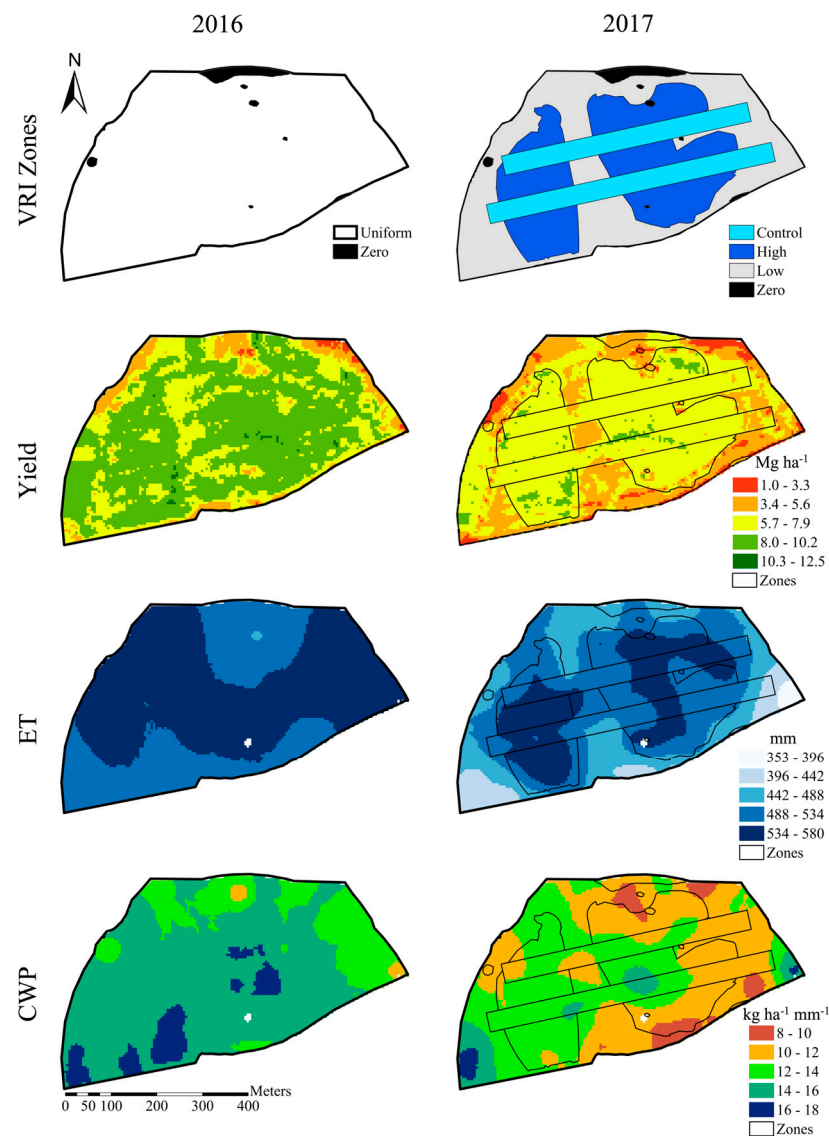 2016
2017
N
VRI Zones
Uniform
Zero
Control
High
Low
Zero
Yield
Mg ha⁻¹
1.0 - 3.3
3.4 - 5.6
5.7 - 7.9
8.0 - 10.2
10.3 - 12.5
Zones
ET
mm
353 - 396
396 - 442
442 - 488
488 - 534
534 - 580
Zones
CWP
kg ha⁻¹ mm⁻¹
8 - 10
10 - 12
12 - 14
14 - 16
16 - 18
Zones
Meters
0 25 50 100 200 300 400